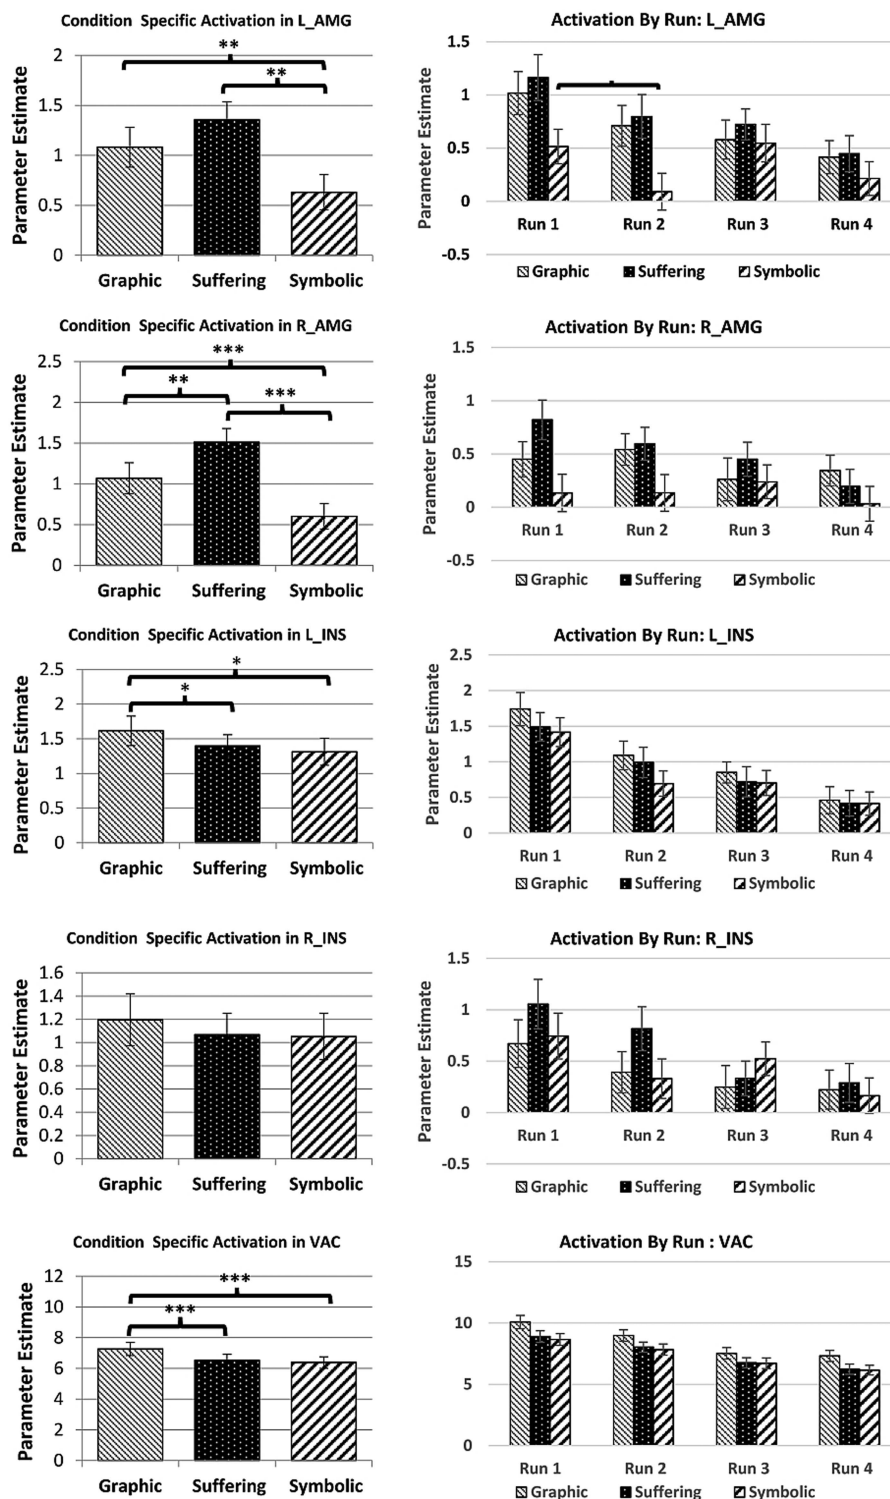 Condition Specific Activation in L_AMG
Parameter Estimate
2
1.5
1
0.5
0
**
**
Graphic Suffering Symbolic
Activation By Run: L_AMG
Parameter Estimate
1.5
1
0.5
0
-0.5
Run 1 Run 2 Run 3 Run 4
Graphic Suffering Symbolic
Condition Specific Activation in R_AMG
Parameter Estimate
2.5
2
1.5
1
0.5
0
***
**
***
Graphic Suffering Symbolic
Activation By Run: R_AMG
Parameter Estimate
1.5
1
0.5
0
-0.5
Run 1 Run 2 Run 3 Run 4
Graphic Suffering Symbolic
Condition Specific Activation in L_INS
Parameter Estimate
2.5
2
1.5
1
0.5
0
*
*
Graphic Suffering Symbolic
Activation By Run: L_INS
Parameter Estimate
2.5
2
1.5
1
0.5
0
Run 1 Run 2 Run 3 Run 4
Graphic Suffering Symbolic
Condition Specific Activation in R_INS
Parameter Estimate
1.6
1.4
1.2
1
0.8
0.6
0.4
0.2
0
Graphic Suffering Symbolic
Activation By Run: R_INS
Parameter Estimate
1.5
1
0.5
0
-0.5
Run 1 Run 2 Run 3 Run 4
Graphic Suffering Symbolic
Condition Specific Activation in VAC
Parameter Estimate
12
10
8
6
4
2
0
***
***
Graphic Suffering Symbolic
Activation By Run : VAC
Parameter Estimate
15
10
5
0
Run 1 Run 2 Run 3 Run 4
Graphic Suffering Symbolic